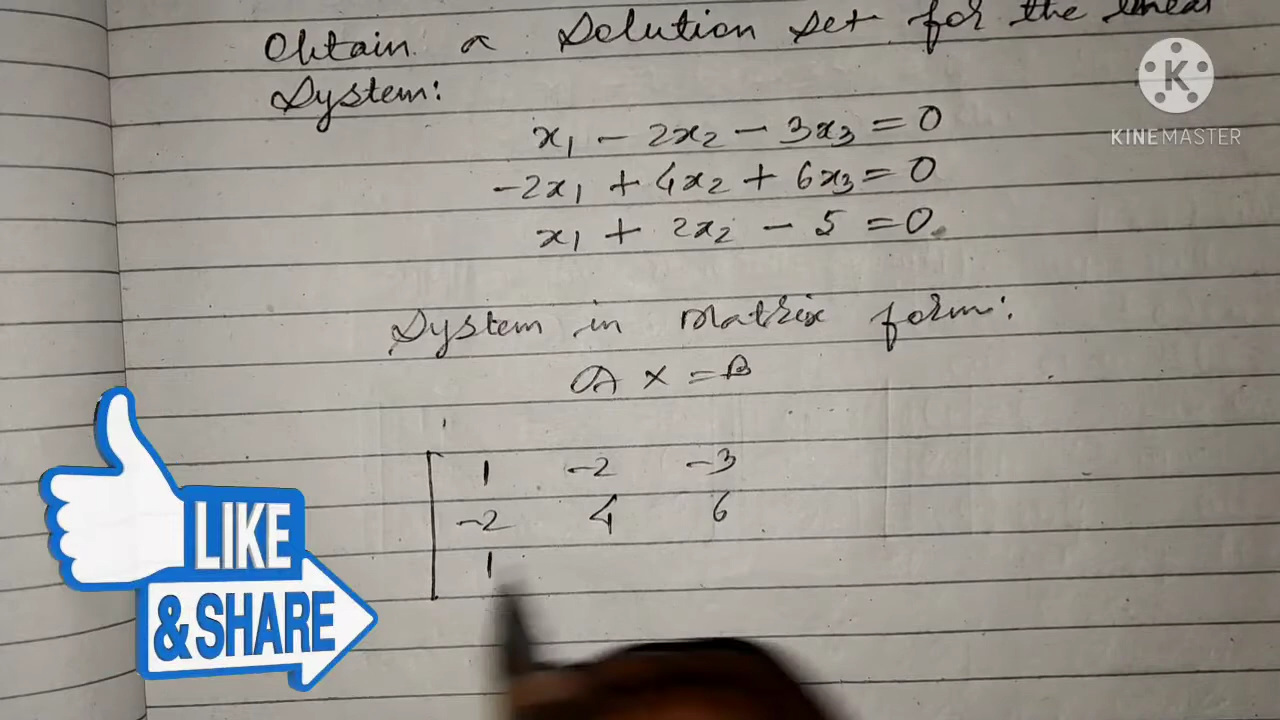 Obtain a Solution Set for the linear
System:
x₁ - 2x₂ - 3x₃ = 0
-2x₁ + 4x₂ + 6x₃ = 0
x₁ + 2x₂ - 5 = 0
System in Matrix form:
A X = B
1 -2 -3
-2 4 6
1
K
KINEMASTER
LIKE
& SHARE